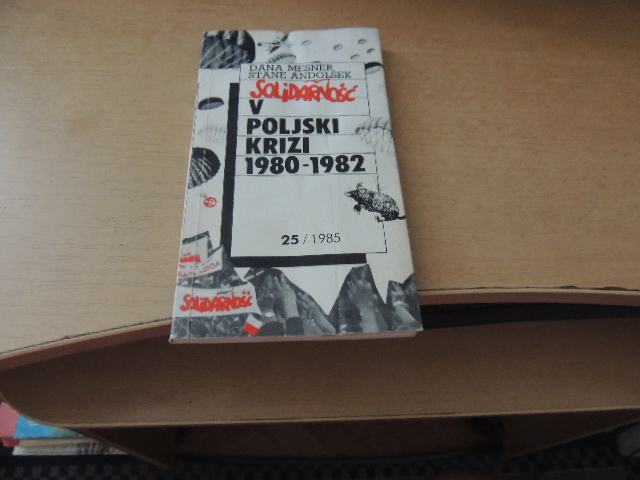 DANA MESNER
STANE ANDOLŠEK
SOLIDARNOŚĆ
V
POLJSKI
KRIZI
1980-1982
25 / 1985
SOLIDARNOŚĆ